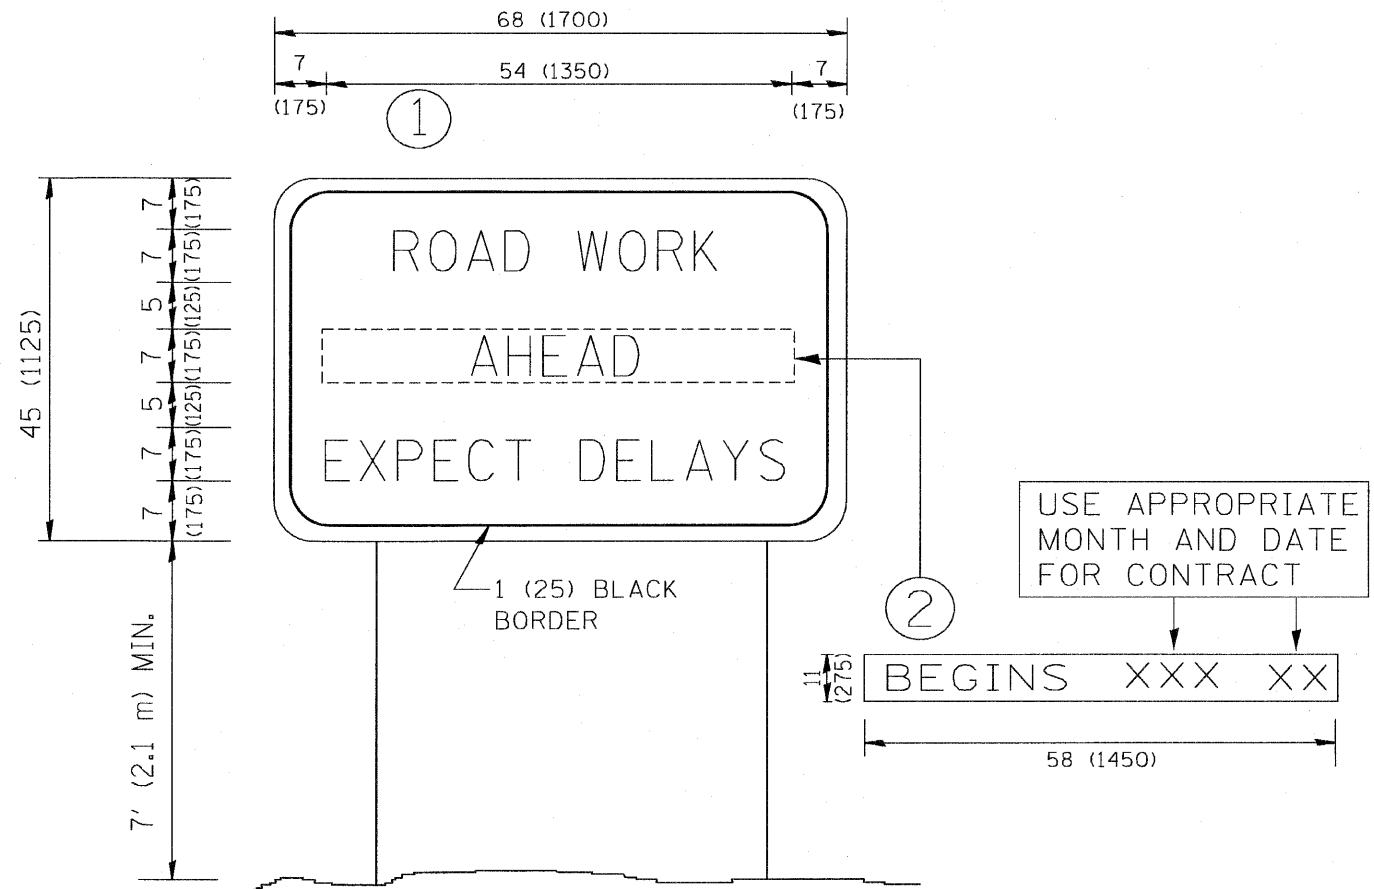 68 (1700)
7 54 (1350) 7
(175) (175)
1
7 (175)
7 (175)
5 (125)
7 (175)
5 (125)
7 (175)
7 (175)
45 (1125)
ROAD WORK
AHEAD
EXPECT DELAYS
1 (25) BLACK
BORDER
7' (2.1 m) MIN.
2
USE APPROPRIATE
MONTH AND DATE
FOR CONTRACT
11
(275)
BEGINS XXX XX
58 (1450)